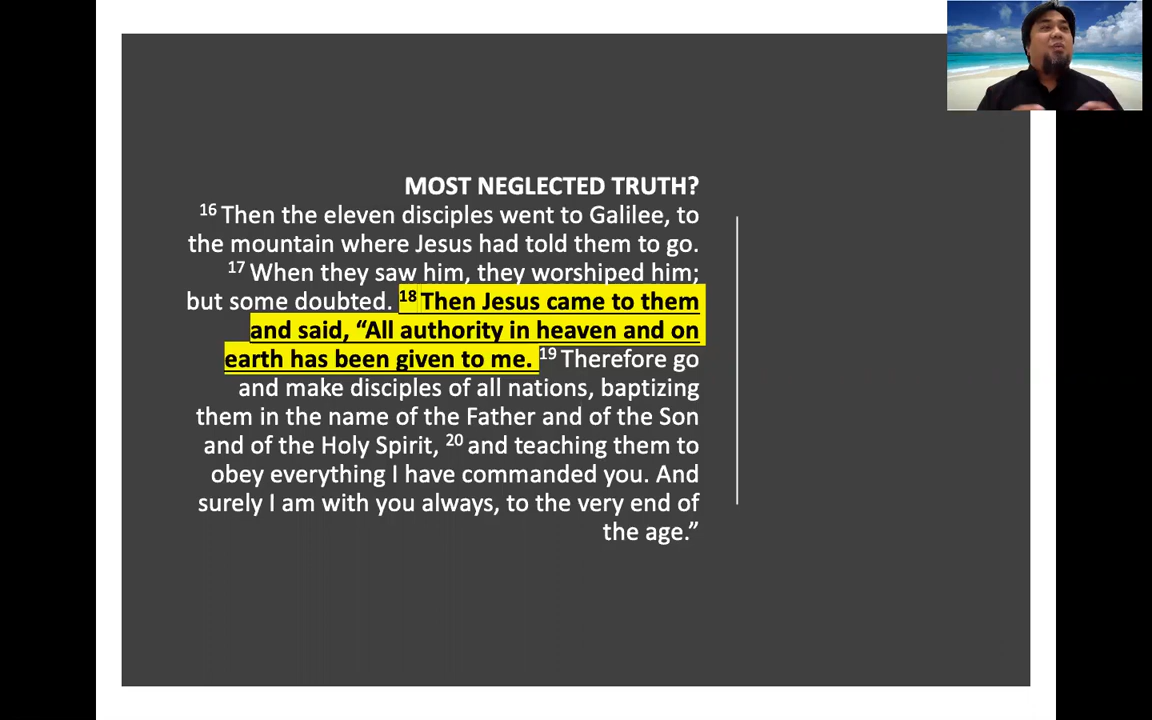 MOST NEGLECTED TRUTH?
16 Then the eleven disciples went to Galilee, to
the mountain where Jesus had told them to go.
17 When they saw him, they worshiped him;
but some doubted. 18 Then Jesus came to them
and said, “All authority in heaven and on
earth has been given to me. 19 Therefore go
and make disciples of all nations, baptizing
them in the name of the Father and of the Son
and of the Holy Spirit, 20 and teaching them to
obey everything I have commanded you. And
surely I am with you always, to the very end of
the age.”